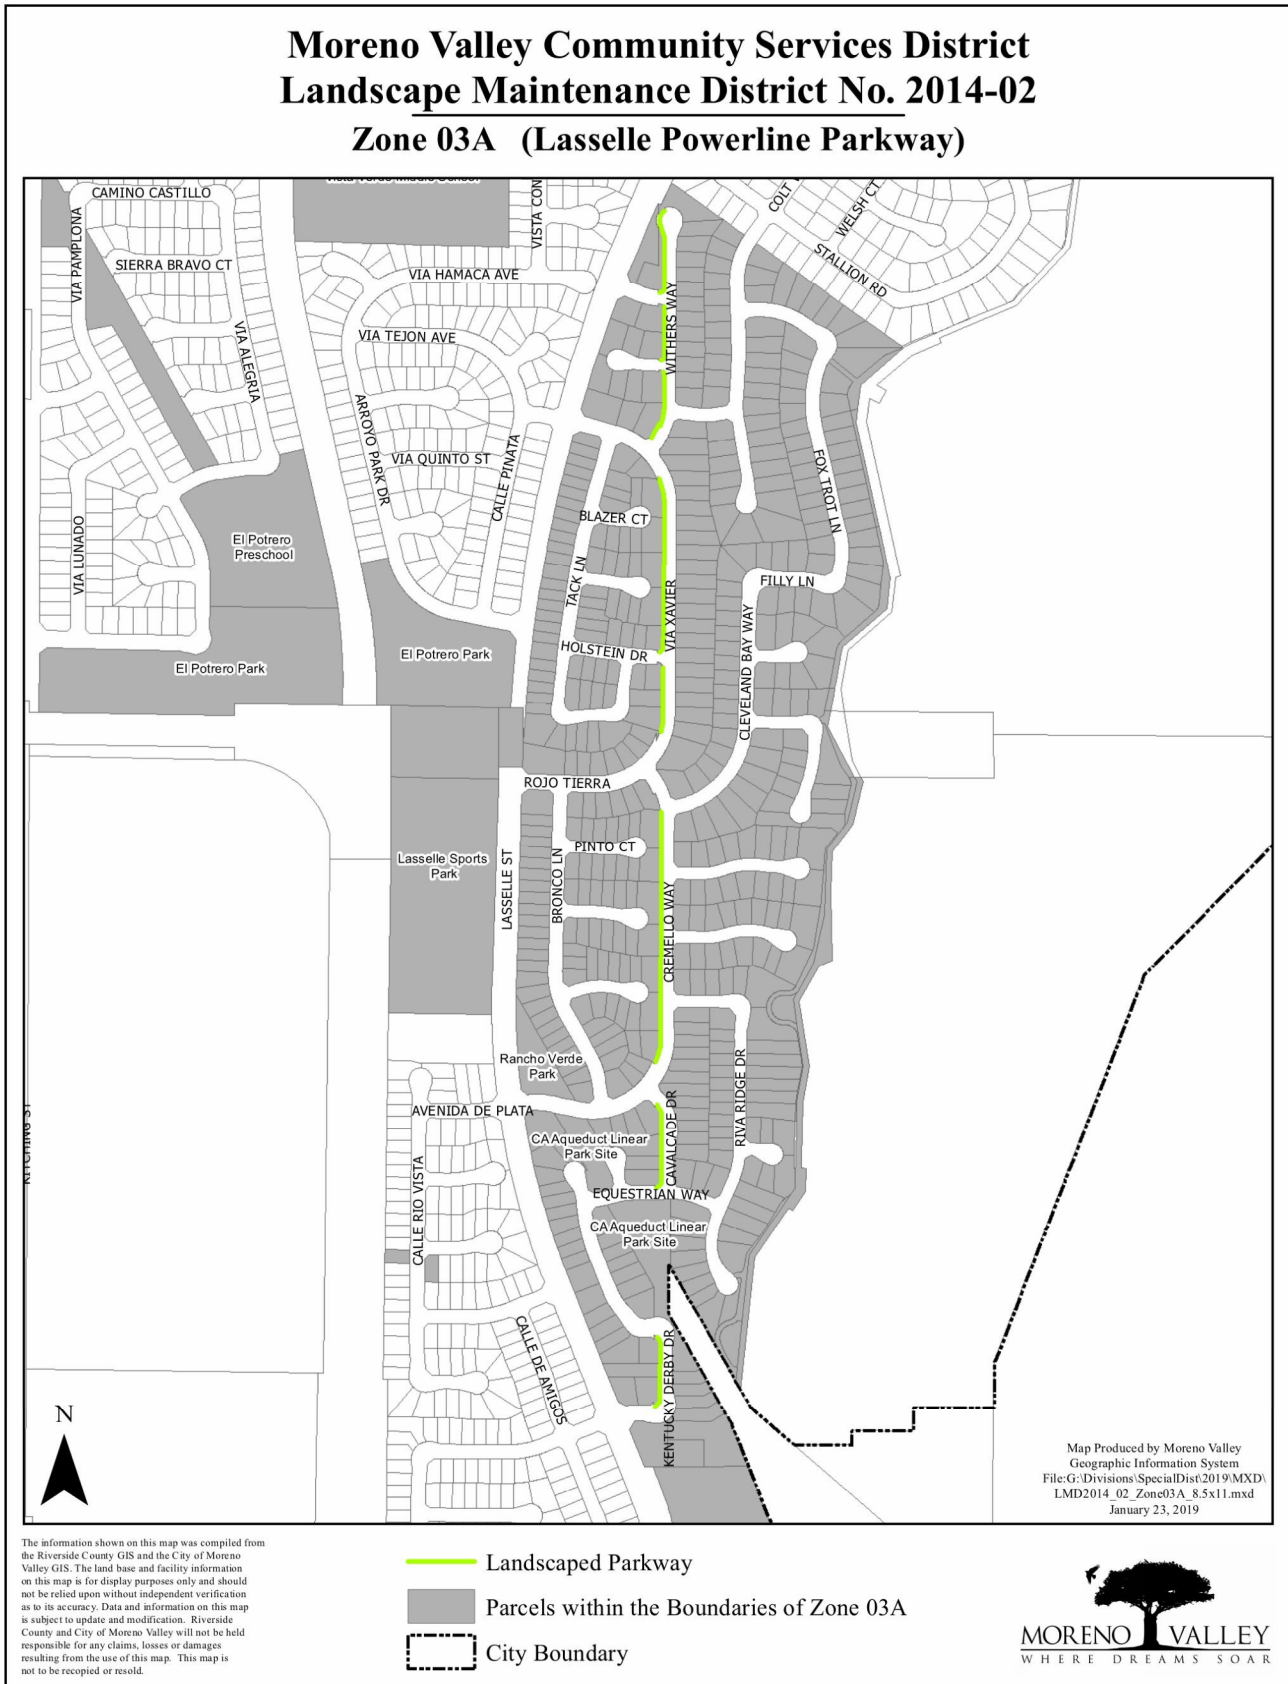 Moreno Valley Community Services District
Landscape Maintenance District No. 2014-02
Zone 03A (Lasselle Powerline Parkway)
CAMINO CASTILLO
VIA PAMPLONA
SIERRA BRAVO CT
VIA ALEGRIA
VISTA CON
VIA HAMACA AVE
VIA TEJON AVE
ARROYO PARK DR
VIA QUINTO ST
CALLE PINATA
COLT
WELSH CT
STALLION RD
WITHERS WAY
FOX TROT LN
VIA LUNADO
El Potrero
Preschool
BLAZER CT
TACK LN
VIA XAVIER
FILLY LN
CLEVELAND BAY WAY
HOLSTEIN DR
El Potrero Park
El Potrero Park
ROJO TIERRA
Lasselle Sports
Park
LASSELLE ST
BRONCO LN
PINTO CT
CREMELLO WAY
Rancho Verde
Park
RIVA RIDGE DR
CAVALCADE DR
AVENIDA DE PLATA
CA Aqueduct Linear
Park Site
KITCHING ST
CALLE RIO VISTA
EQUESTRIAN WAY
CA Aqueduct Linear
Park Site
CALLE DE AMIGOS
KENTUCKY DERBY DR
N
Map Produced by Moreno Valley
Geographic Information System
File:G:\Divisions\SpecialDist\2019\MXD\
LMD2014_02_Zone03A_8.5x11.mxd
January 23, 2019
The information shown on this map was compiled from
the Riverside County GIS and the City of Moreno
Valley GIS. The land base and facility information
on this map is for display purposes only and should
not be relied upon without independent verification
as to its accuracy. Data and information on this map
is subject to update and modification. Riverside
County and City of Moreno Valley will not be held
responsible for any claims, losses or damages
resulting from the use of this map. This map is
not to be recopied or resold.
Landscaped Parkway
Parcels within the Boundaries of Zone 03A
City Boundary
MORENO VALLEY
WHERE DREAMS SOAR